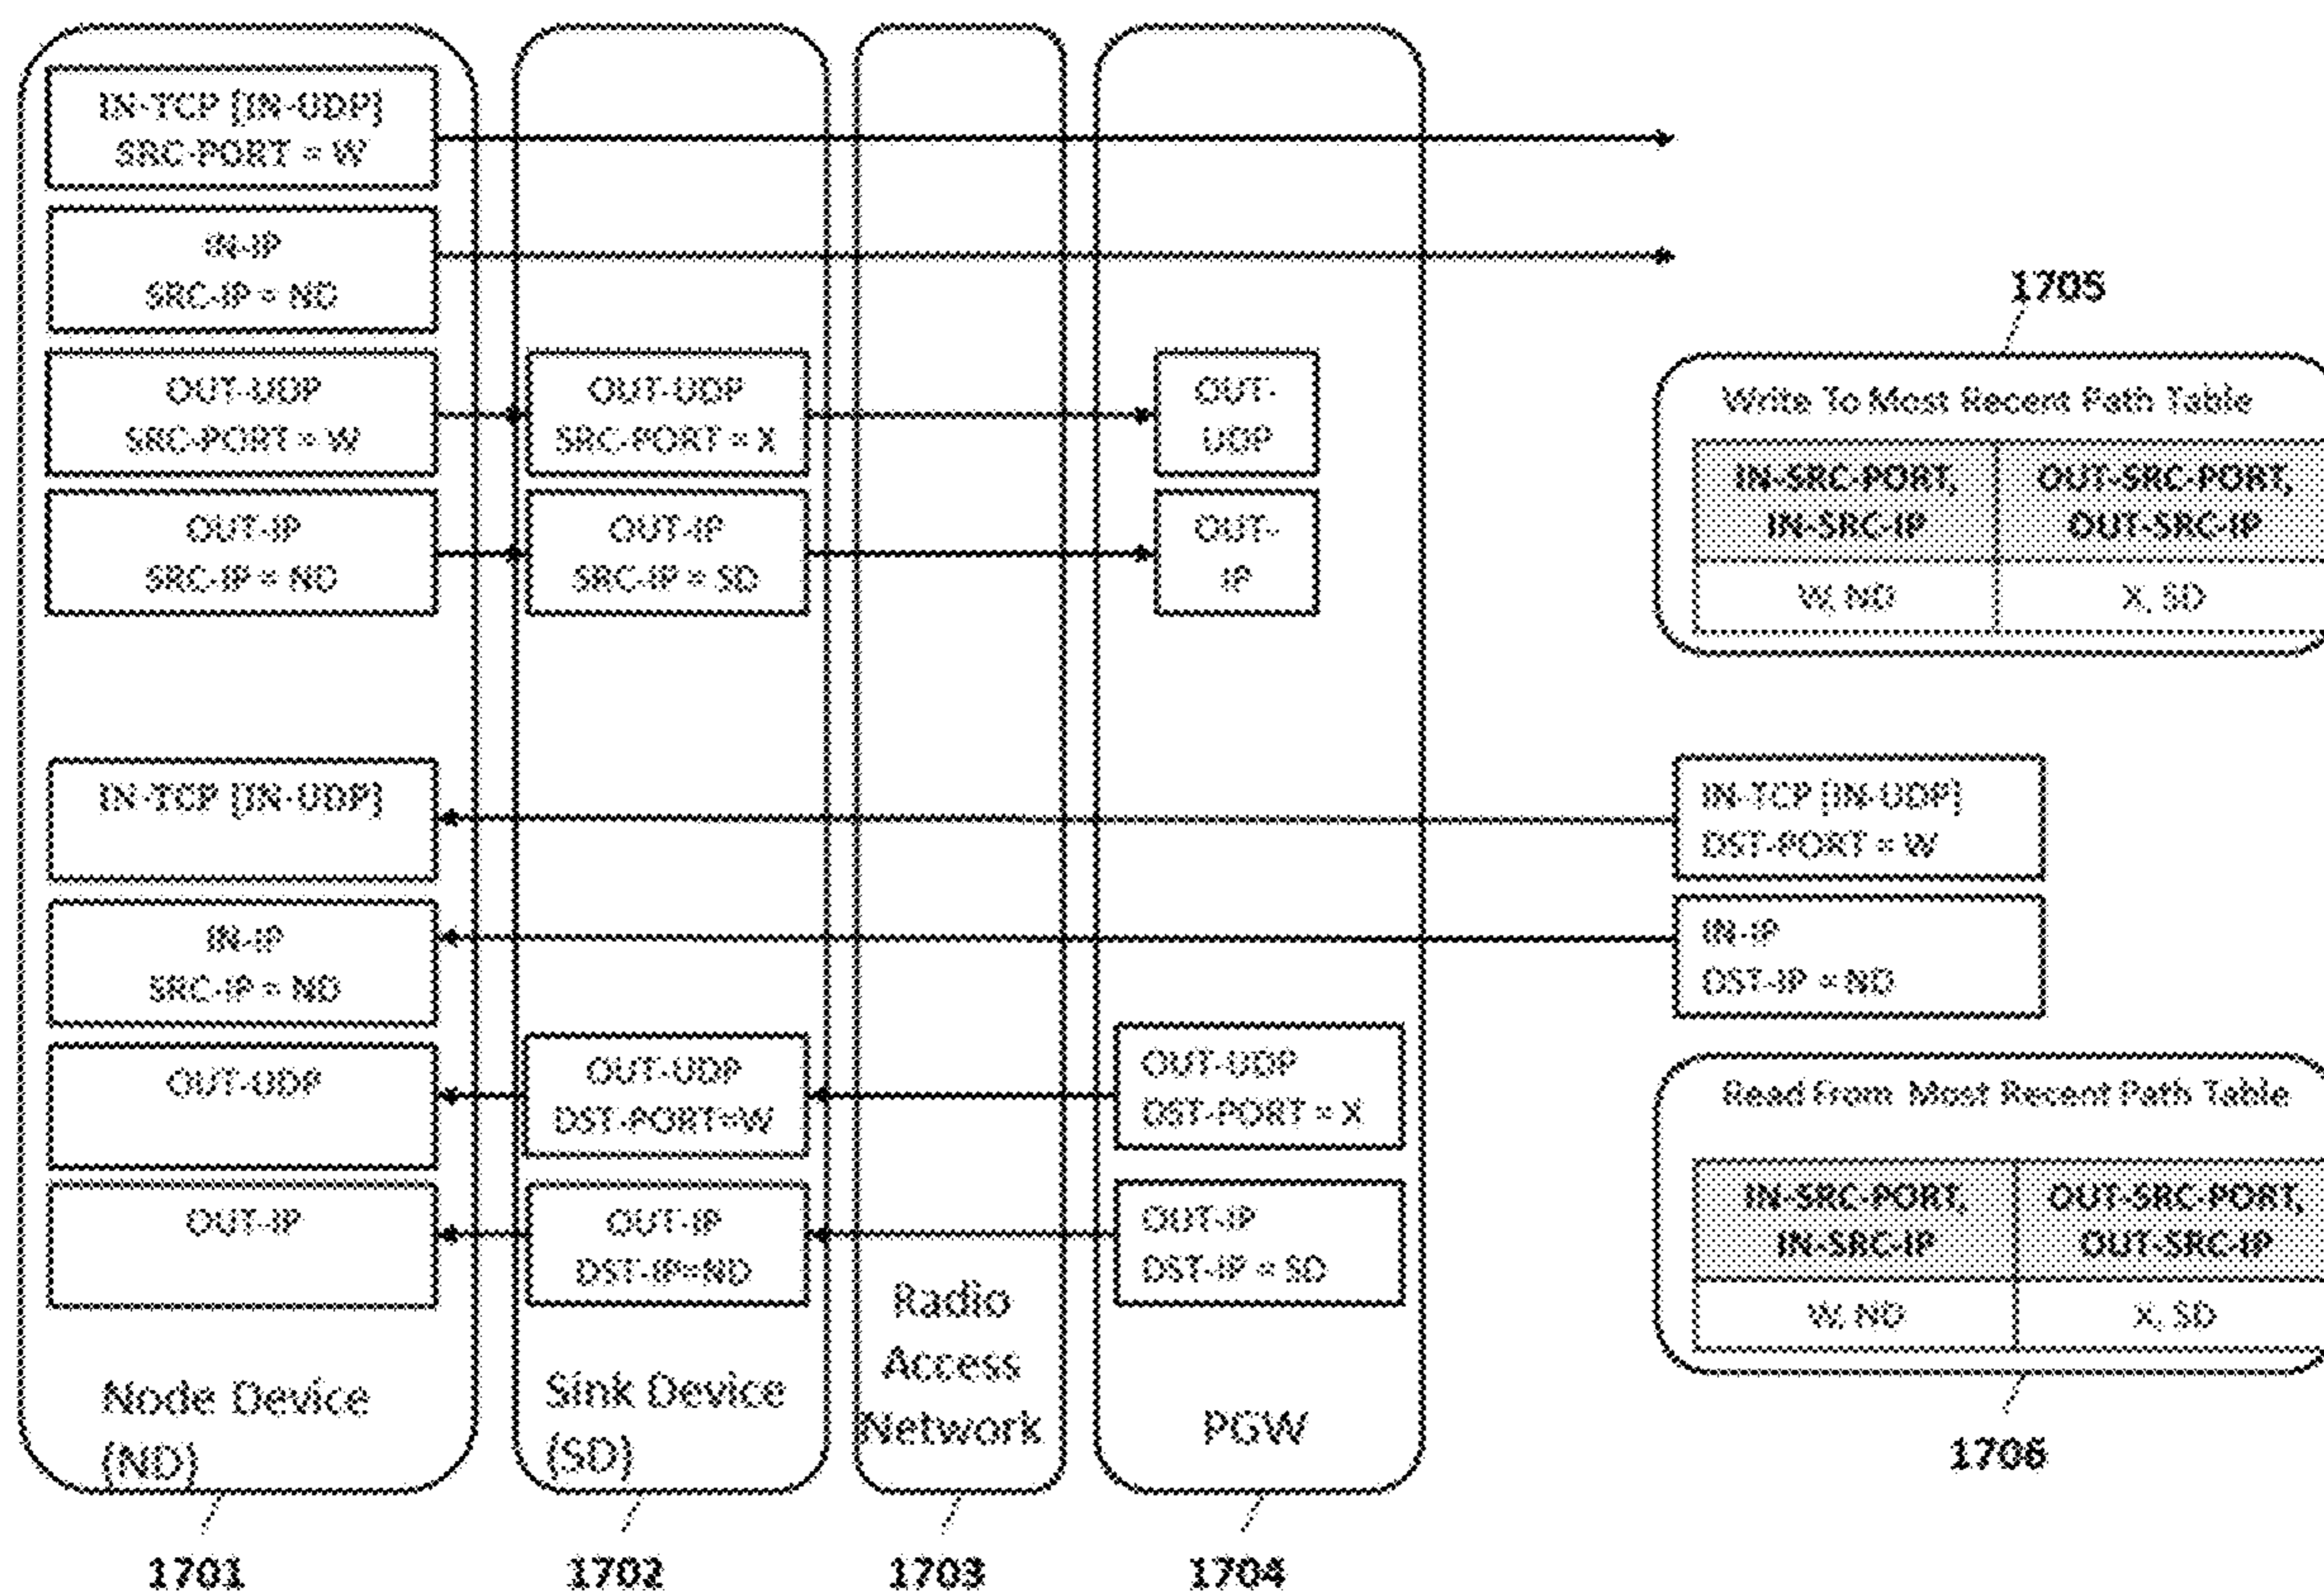 IN-TCP [IN-UDP]
SRC-PORT = W
IN-IP
SRC-IP = ND
OUT-UDP
SRC-PORT = W
OUT-IP
SRC-IP = ND
OUT-UDP
SRC-PORT = X
OUT-IP
SRC-IP = SD
OUT-
UDP
OUT-
IP
1705
Write To Most Recent Path Table
IN-SRC-PORT,
IN-SRC-IP
OUT-SRC-PORT,
OUT-SRC-IP
W, ND
X, SD
IN-TCP [IN-UDP]
IN-IP
SRC-IP = ND
OUT-UDP
OUT-IP
OUT-UDP
DST-PORT=W
OUT-IP
DST-IP=ND
OUT-UDP
DST-PORT = X
OUT-IP
DST-IP = SD
IN-TCP [IN-UDP]
DST-PORT = W
IN-IP
DST-IP = ND
Read From Most Recent Path Table
IN-SRC-PORT,
IN-SRC-IP
OUT-SRC-PORT,
OUT-SRC-IP
W, ND
X, SD
1706
Node Device
(ND)
Sink Device
(SD)
Radio
Access
Network
PGW
1701
1702
1703
1704